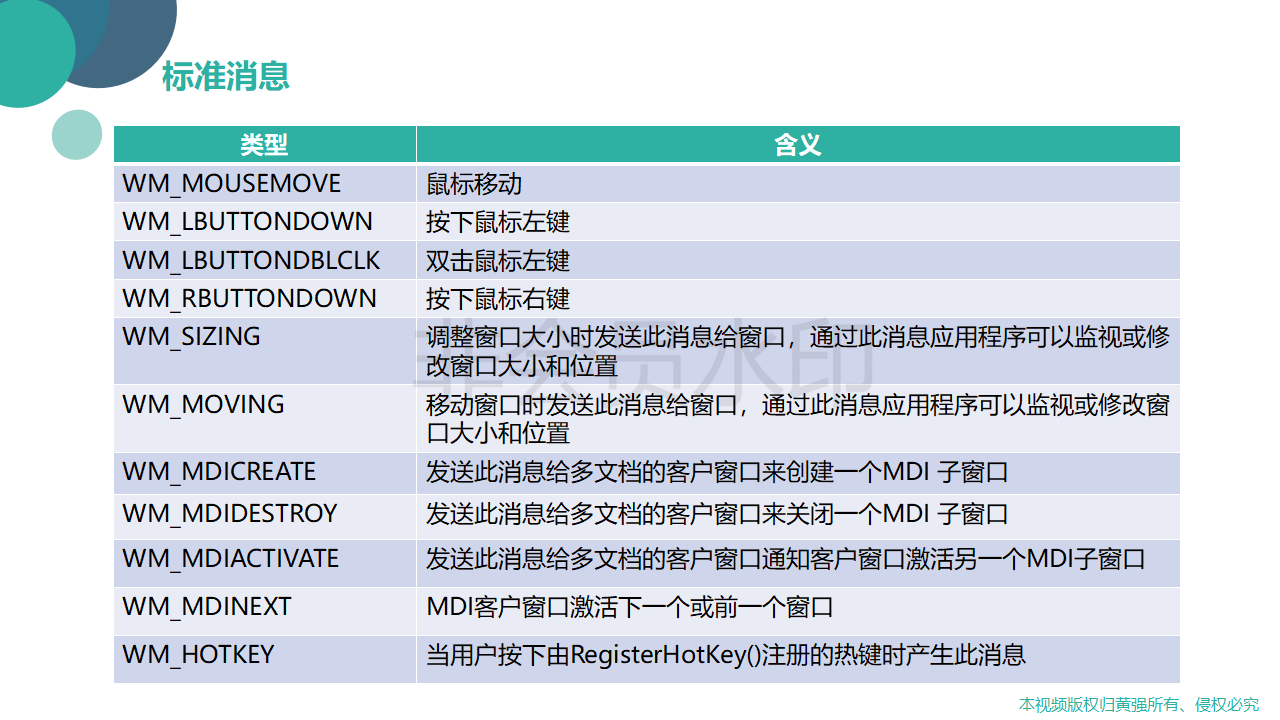 标准消息
类型 含义
WM_MOUSEMOVE 鼠标移动
WM_LBUTTONDOWN 按下鼠标左键
WM_LBUTTONDBLCLK 双击鼠标左键
WM_RBUTTONDOWN 按下鼠标右键
WM_SIZING 调整窗口大小时发送此消息给窗口，通过此消息应用程序可以监视或修
改窗口大小和位置
WM_MOVING 移动窗口时发送此消息给窗口，通过此消息应用程序可以监视或修改窗
口大小和位置
WM_MDICREATE 发送此消息给多文档的客户窗口来创建一个MDI 子窗口
WM_MDIDESTROY 发送此消息给多文档的客户窗口来关闭一个MDI 子窗口
WM_MDIACTIVATE 发送此消息给多文档的客户窗口通知客户窗口激活另一个MDI子窗口
WM_MDINEXT MDI客户窗口激活下一个或前一个窗口
WM_HOTKEY 当用户按下由RegisterHotKey()注册的热键时产生此消息
非会员水印
本视频版权归黄强所有、侵权必究